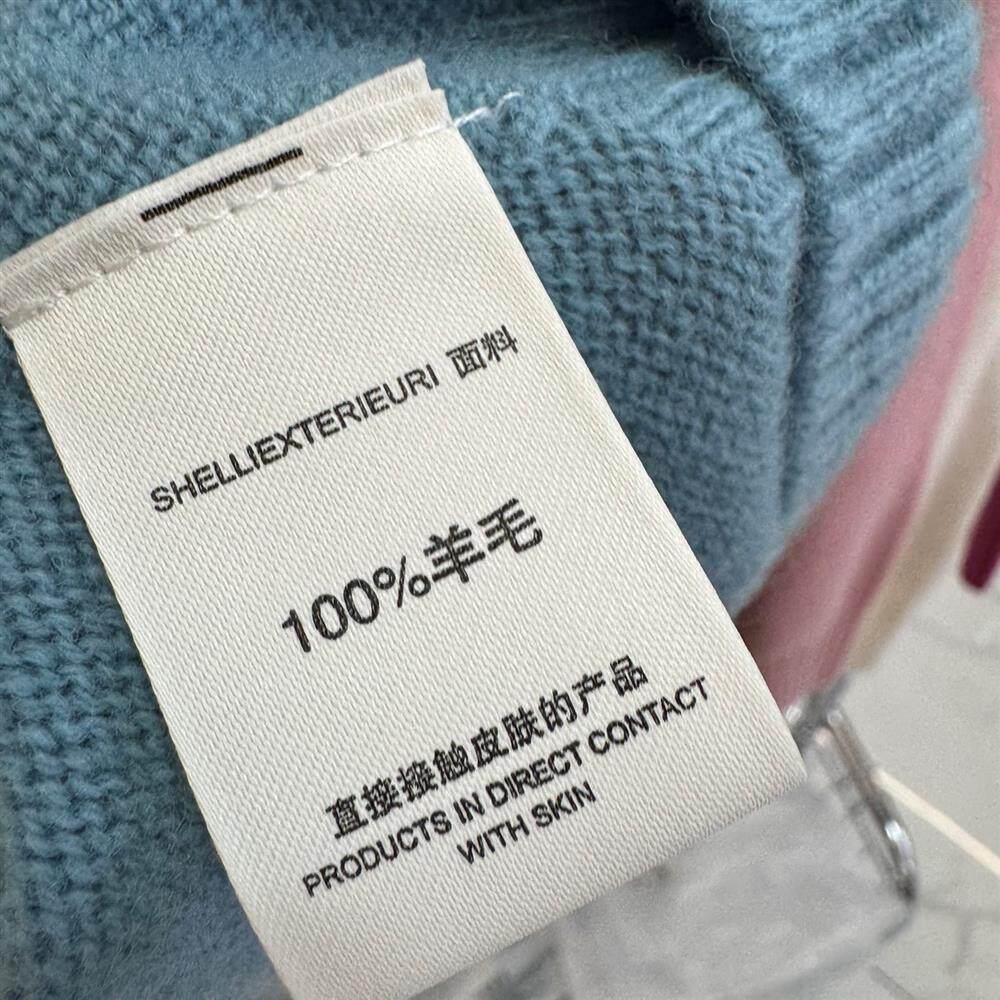 SHELLIEXTERIEURI 面料
100%羊毛
直接接触皮肤的产品
PRODUCTS IN DIRECT CONTACT
WITH SKIN